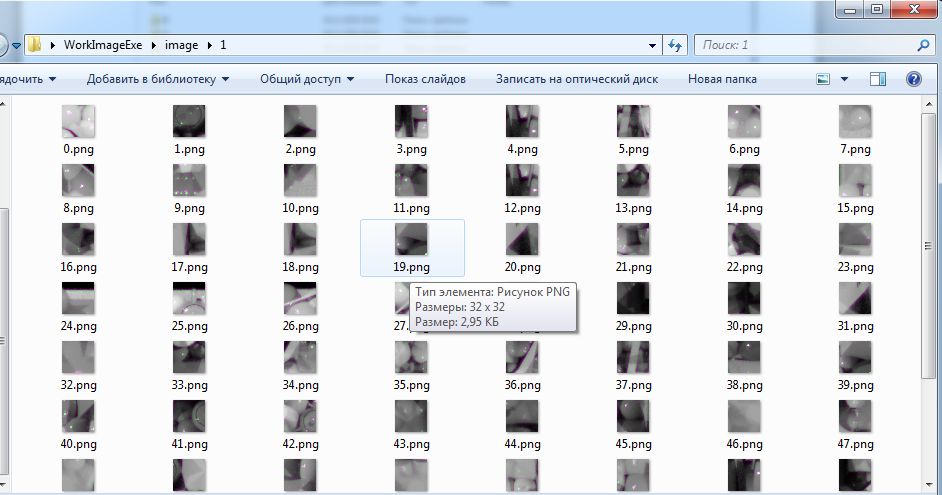 WorkImageExe image 1
Поиск: 1
ядочить Добавить в библиотеку Общий доступ Показ слайдов Записать на оптический диск Новая папка
0.png 1.png 2.png 3.png 4.png 5.png 6.png 7.png
8.png 9.png 10.png 11.png 12.png 13.png 14.png 15.png
16.png 17.png 18.png 19.png 20.png 21.png 22.png 23.png
Тип элемента: Рисунок PNG
Размеры: 32 x 32
Размер: 2,95 КБ
24.png 25.png 26.png 27. 29.png 30.png 31.png
32.png 33.png 34.png 35.png 36.png 37.png 38.png 39.png
40.png 41.png 42.png 43.png 44.png 45.png 46.png 47.png